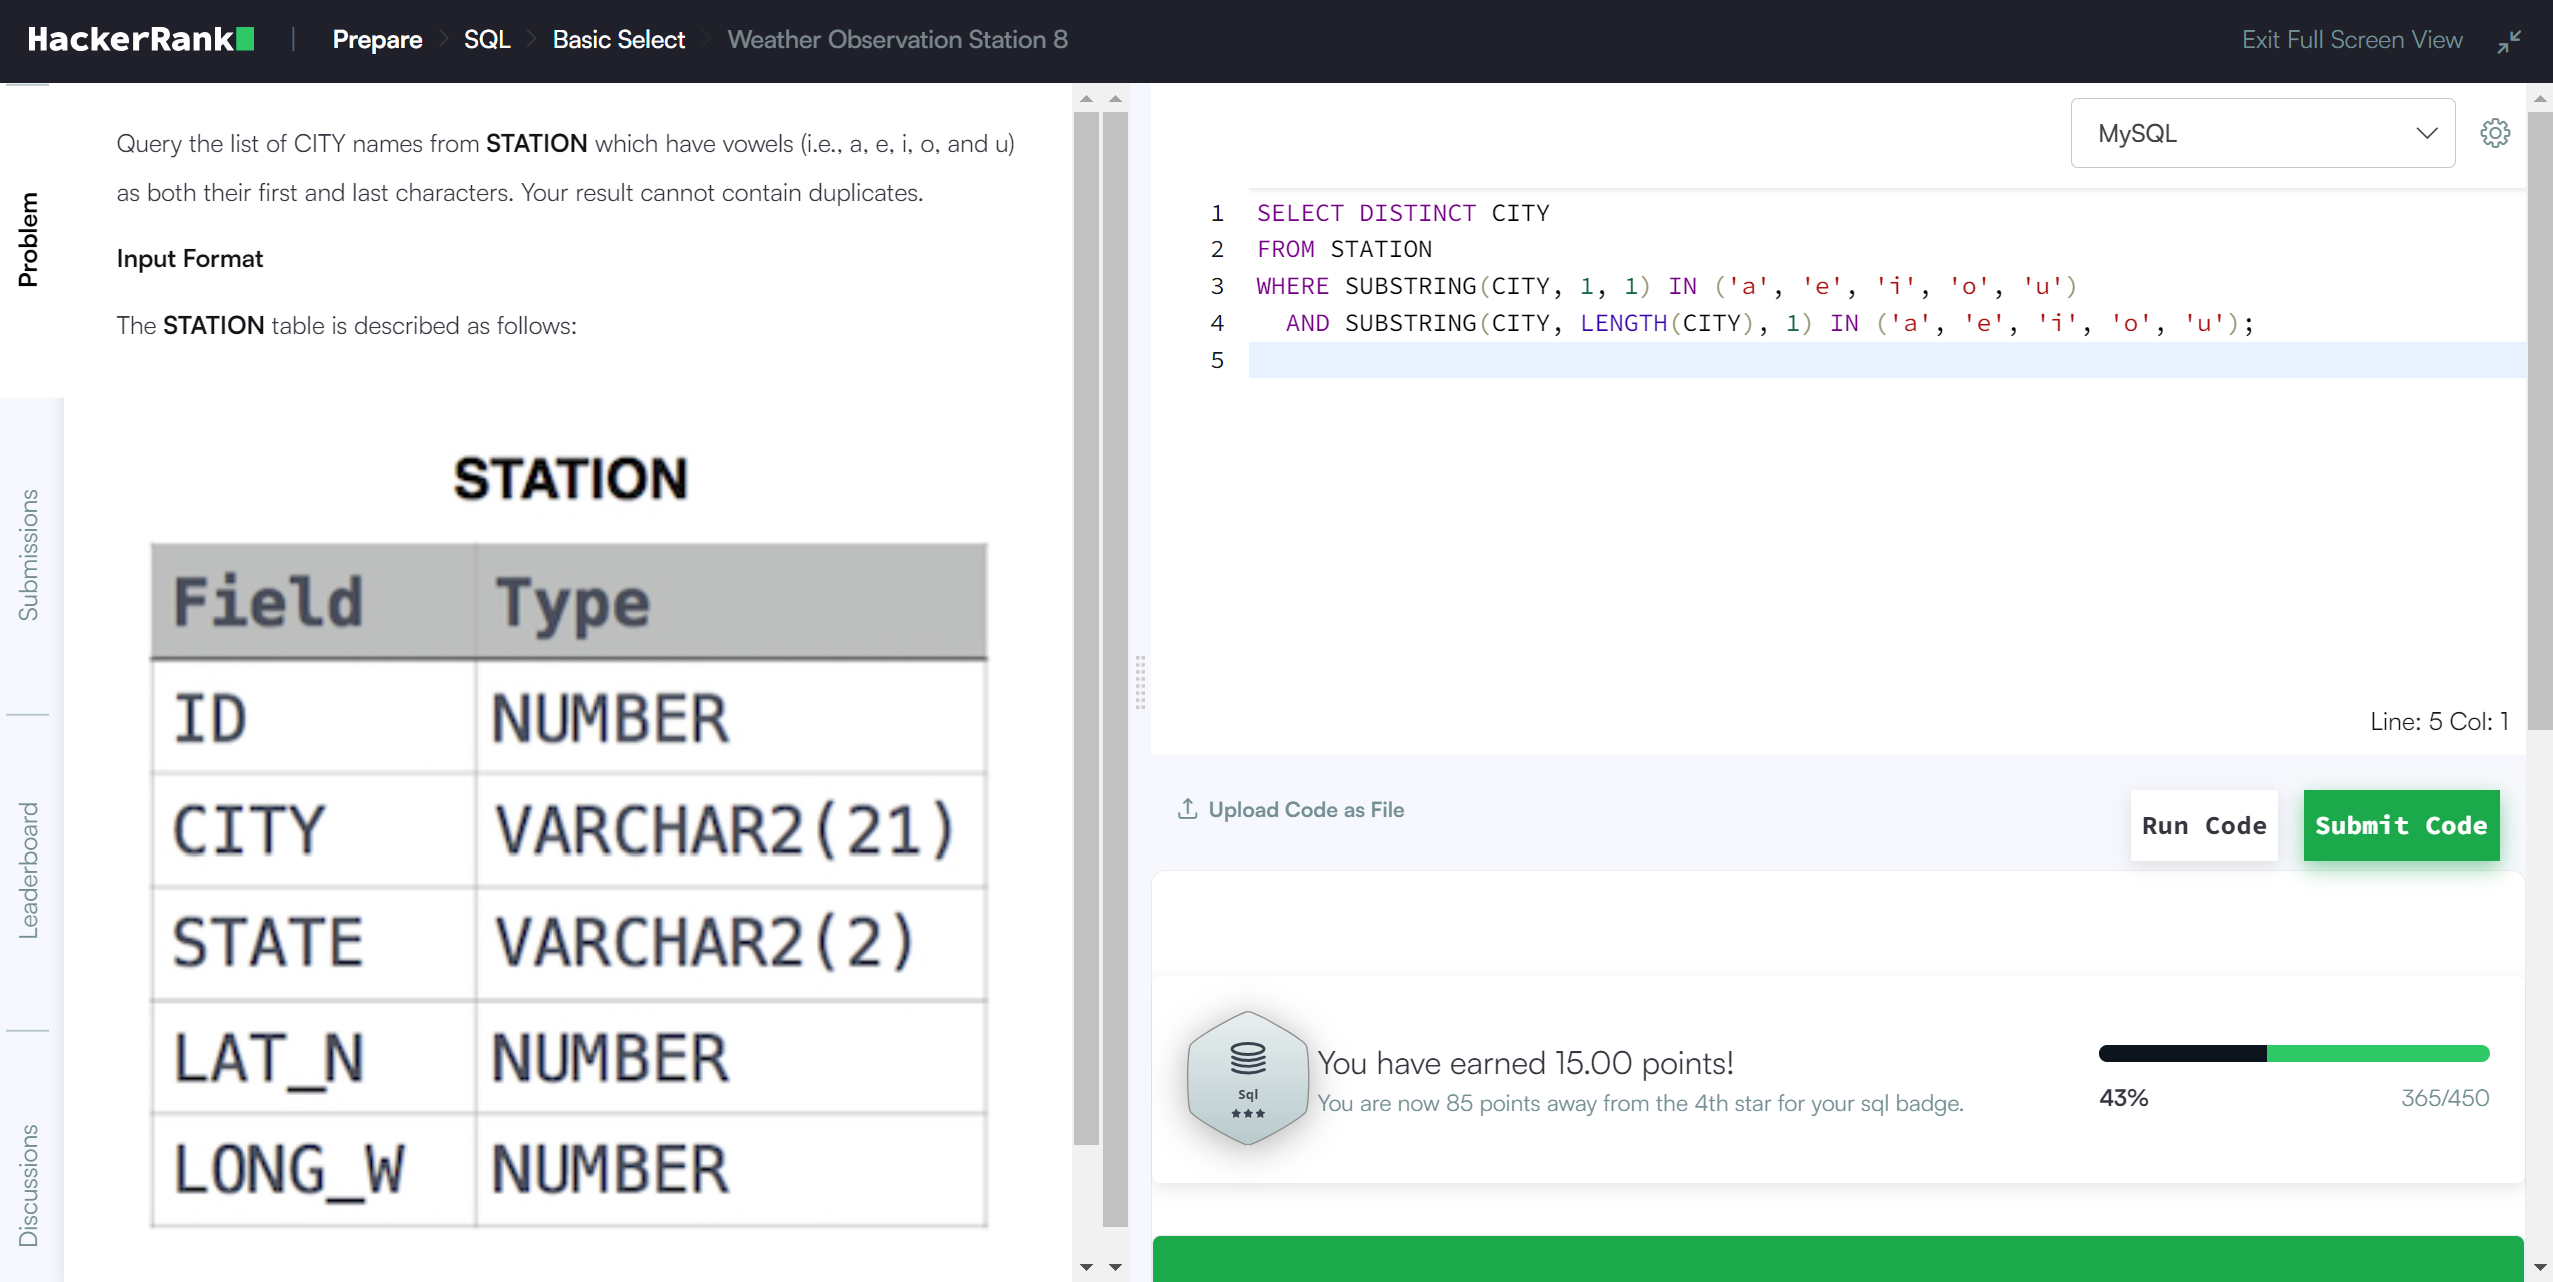 HackerRank | Prepare > SQL > Basic Select > Weather Observation Station 8
Exit Full Screen View
Problem
Submissions
Leaderboard
Discussions
Query the list of CITY names from STATION which have vowels (i.e., a, e, i, o, and u)
as both their first and last characters. Your result cannot contain duplicates.
Input Format
The STATION table is described as follows:
STATION
Field Type
ID NUMBER
CITY VARCHAR2(21)
STATE VARCHAR2(2)
LAT_N NUMBER
LONG_W NUMBER
MySQL
1 SELECT DISTINCT CITY
2 FROM STATION
3 WHERE SUBSTRING(CITY, 1, 1) IN ('a', 'e', 'i', 'o', 'u')
4 AND SUBSTRING(CITY, LENGTH(CITY), 1) IN ('a', 'e', 'i', 'o', 'u');
5
Line: 5 Col: 1
Upload Code as File
Run Code
Submit Code
Sql
You have earned 15.00 points!
You are now 85 points away from the 4th star for your sql badge.
43%
365/450